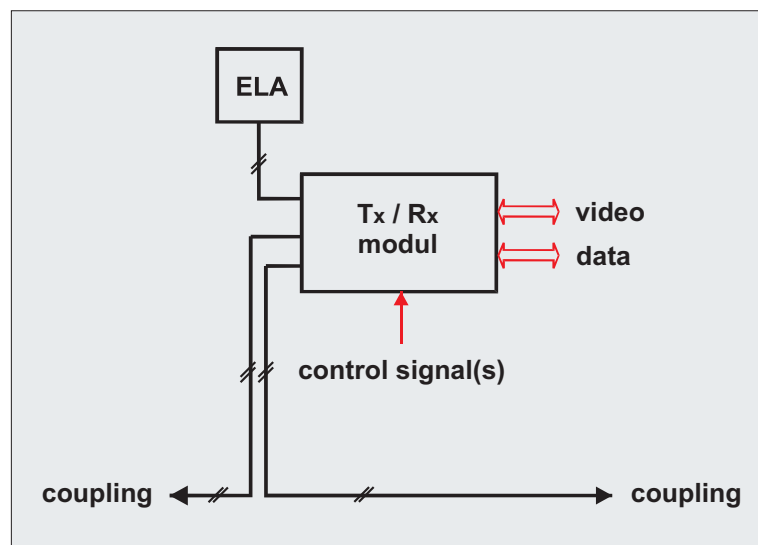 ELA
Tx / Rx
modul
video
data
control signal(s)
coupling
coupling